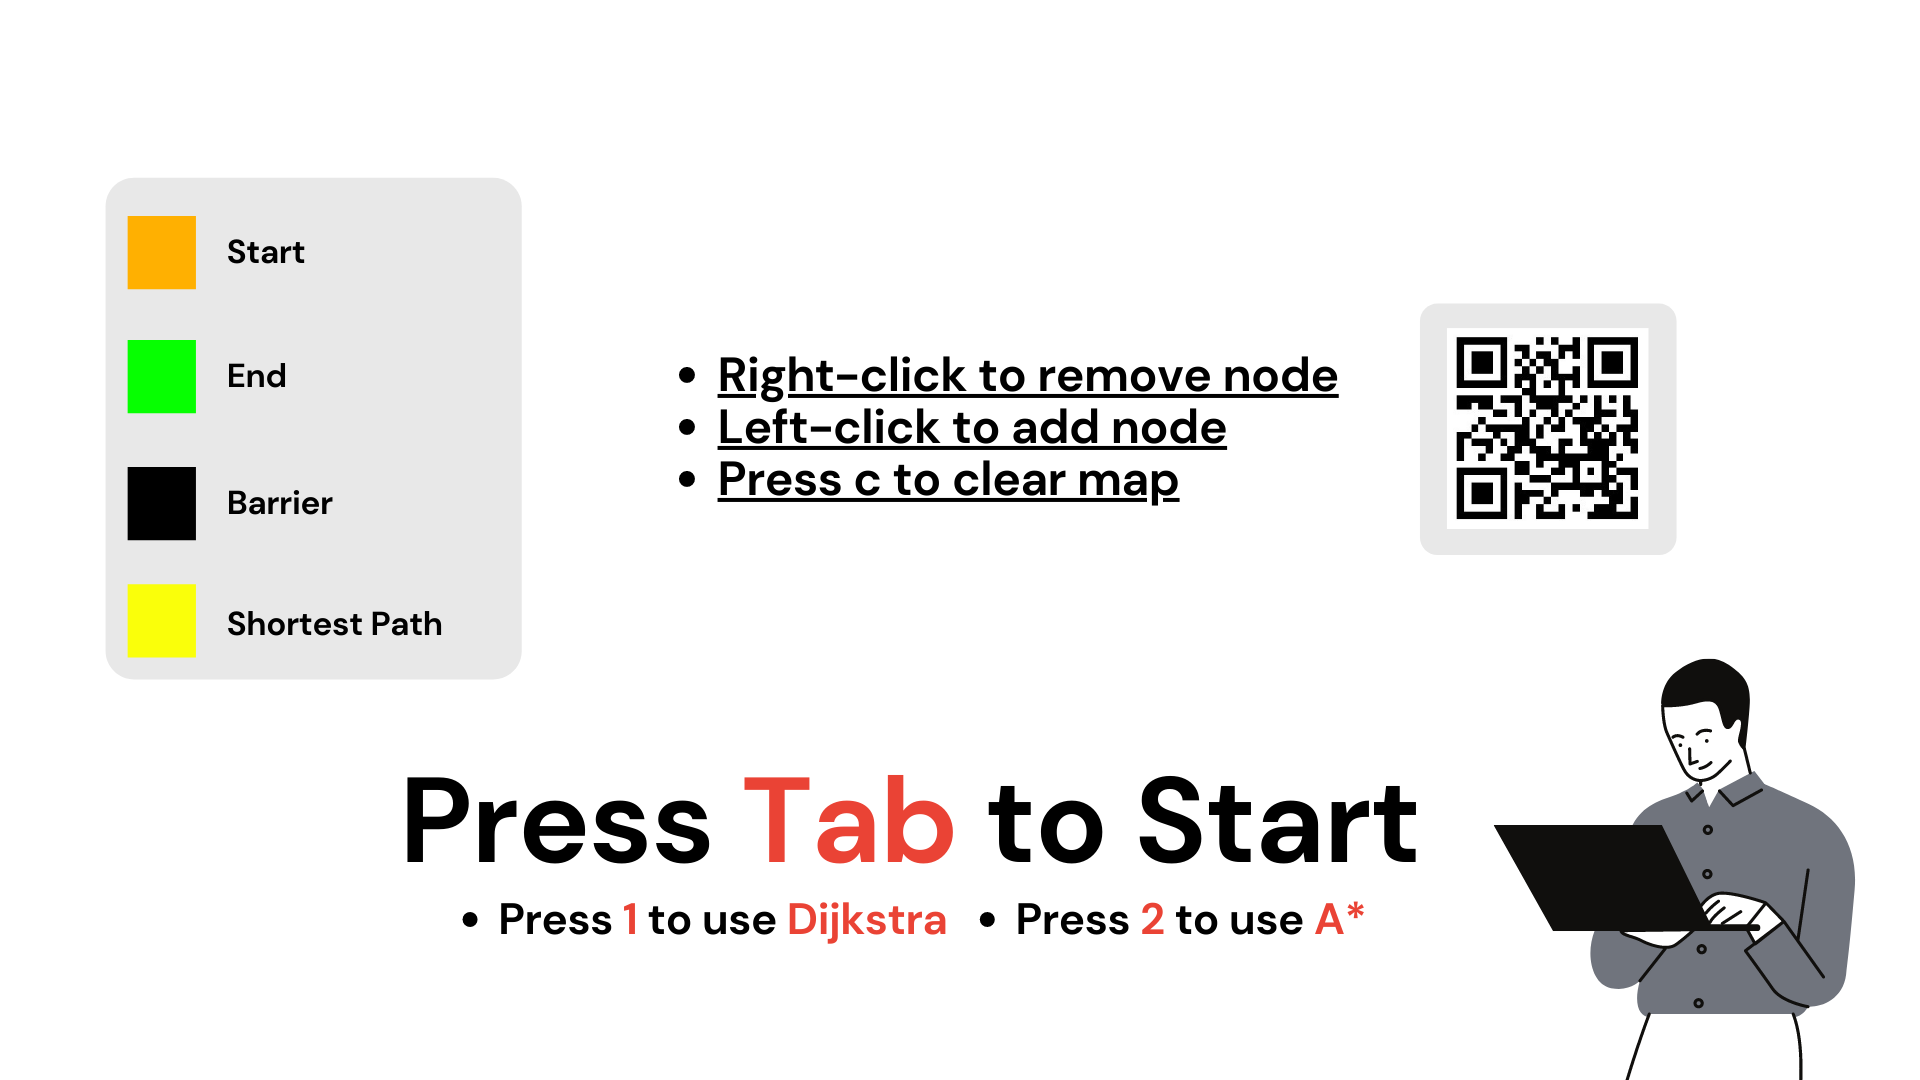 Start
End
Barrier
Shortest Path
Right-click to remove node
Left-click to add node
Press c to clear map
Press Tab to Start
Press 1 to use Dijkstra
Press 2 to use A*